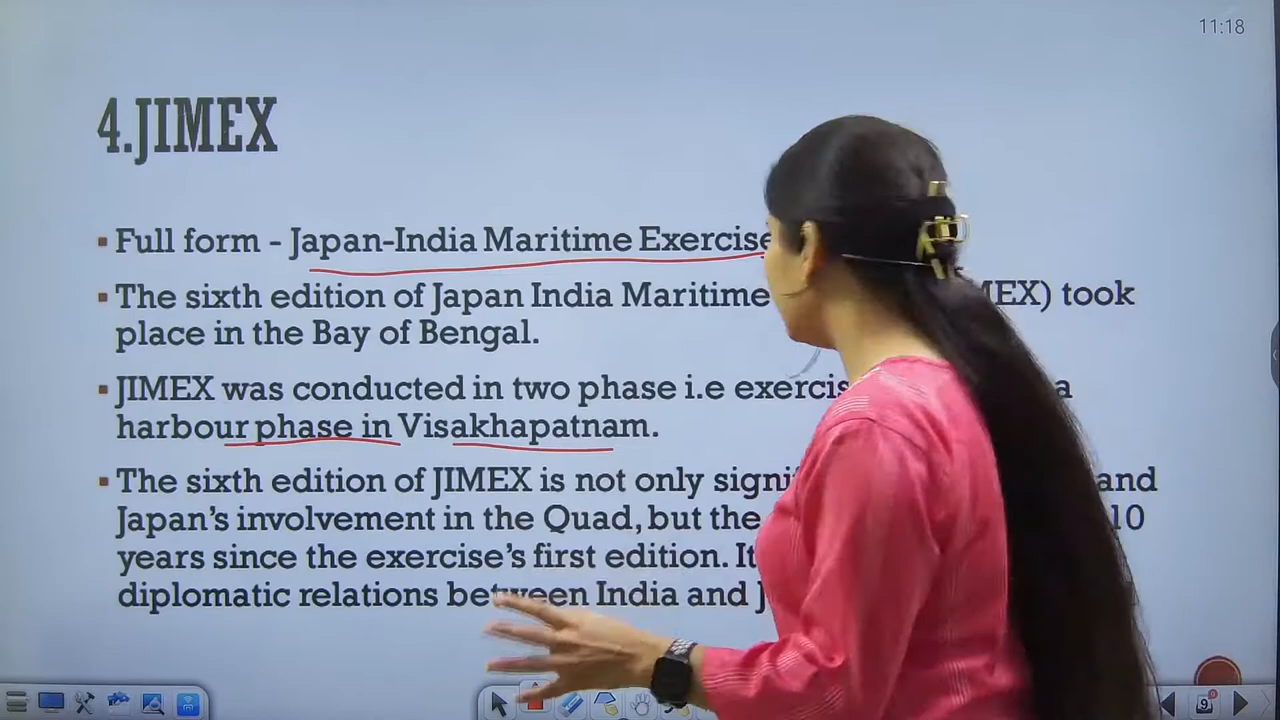 11:18
4.JIMEX
Full form - Japan-India Maritime Exercise
The sixth edition of Japan India Maritime MEX) took
place in the Bay of Bengal.
JIMEX was conducted in two phase i.e a
harbour phase in Visakhapatnam.
The sixth edition of JIMEX is not only and
Japan's involvement in the Quad, but the 10
years since the exercise's first edition. It
diplomatic relations between India and
9